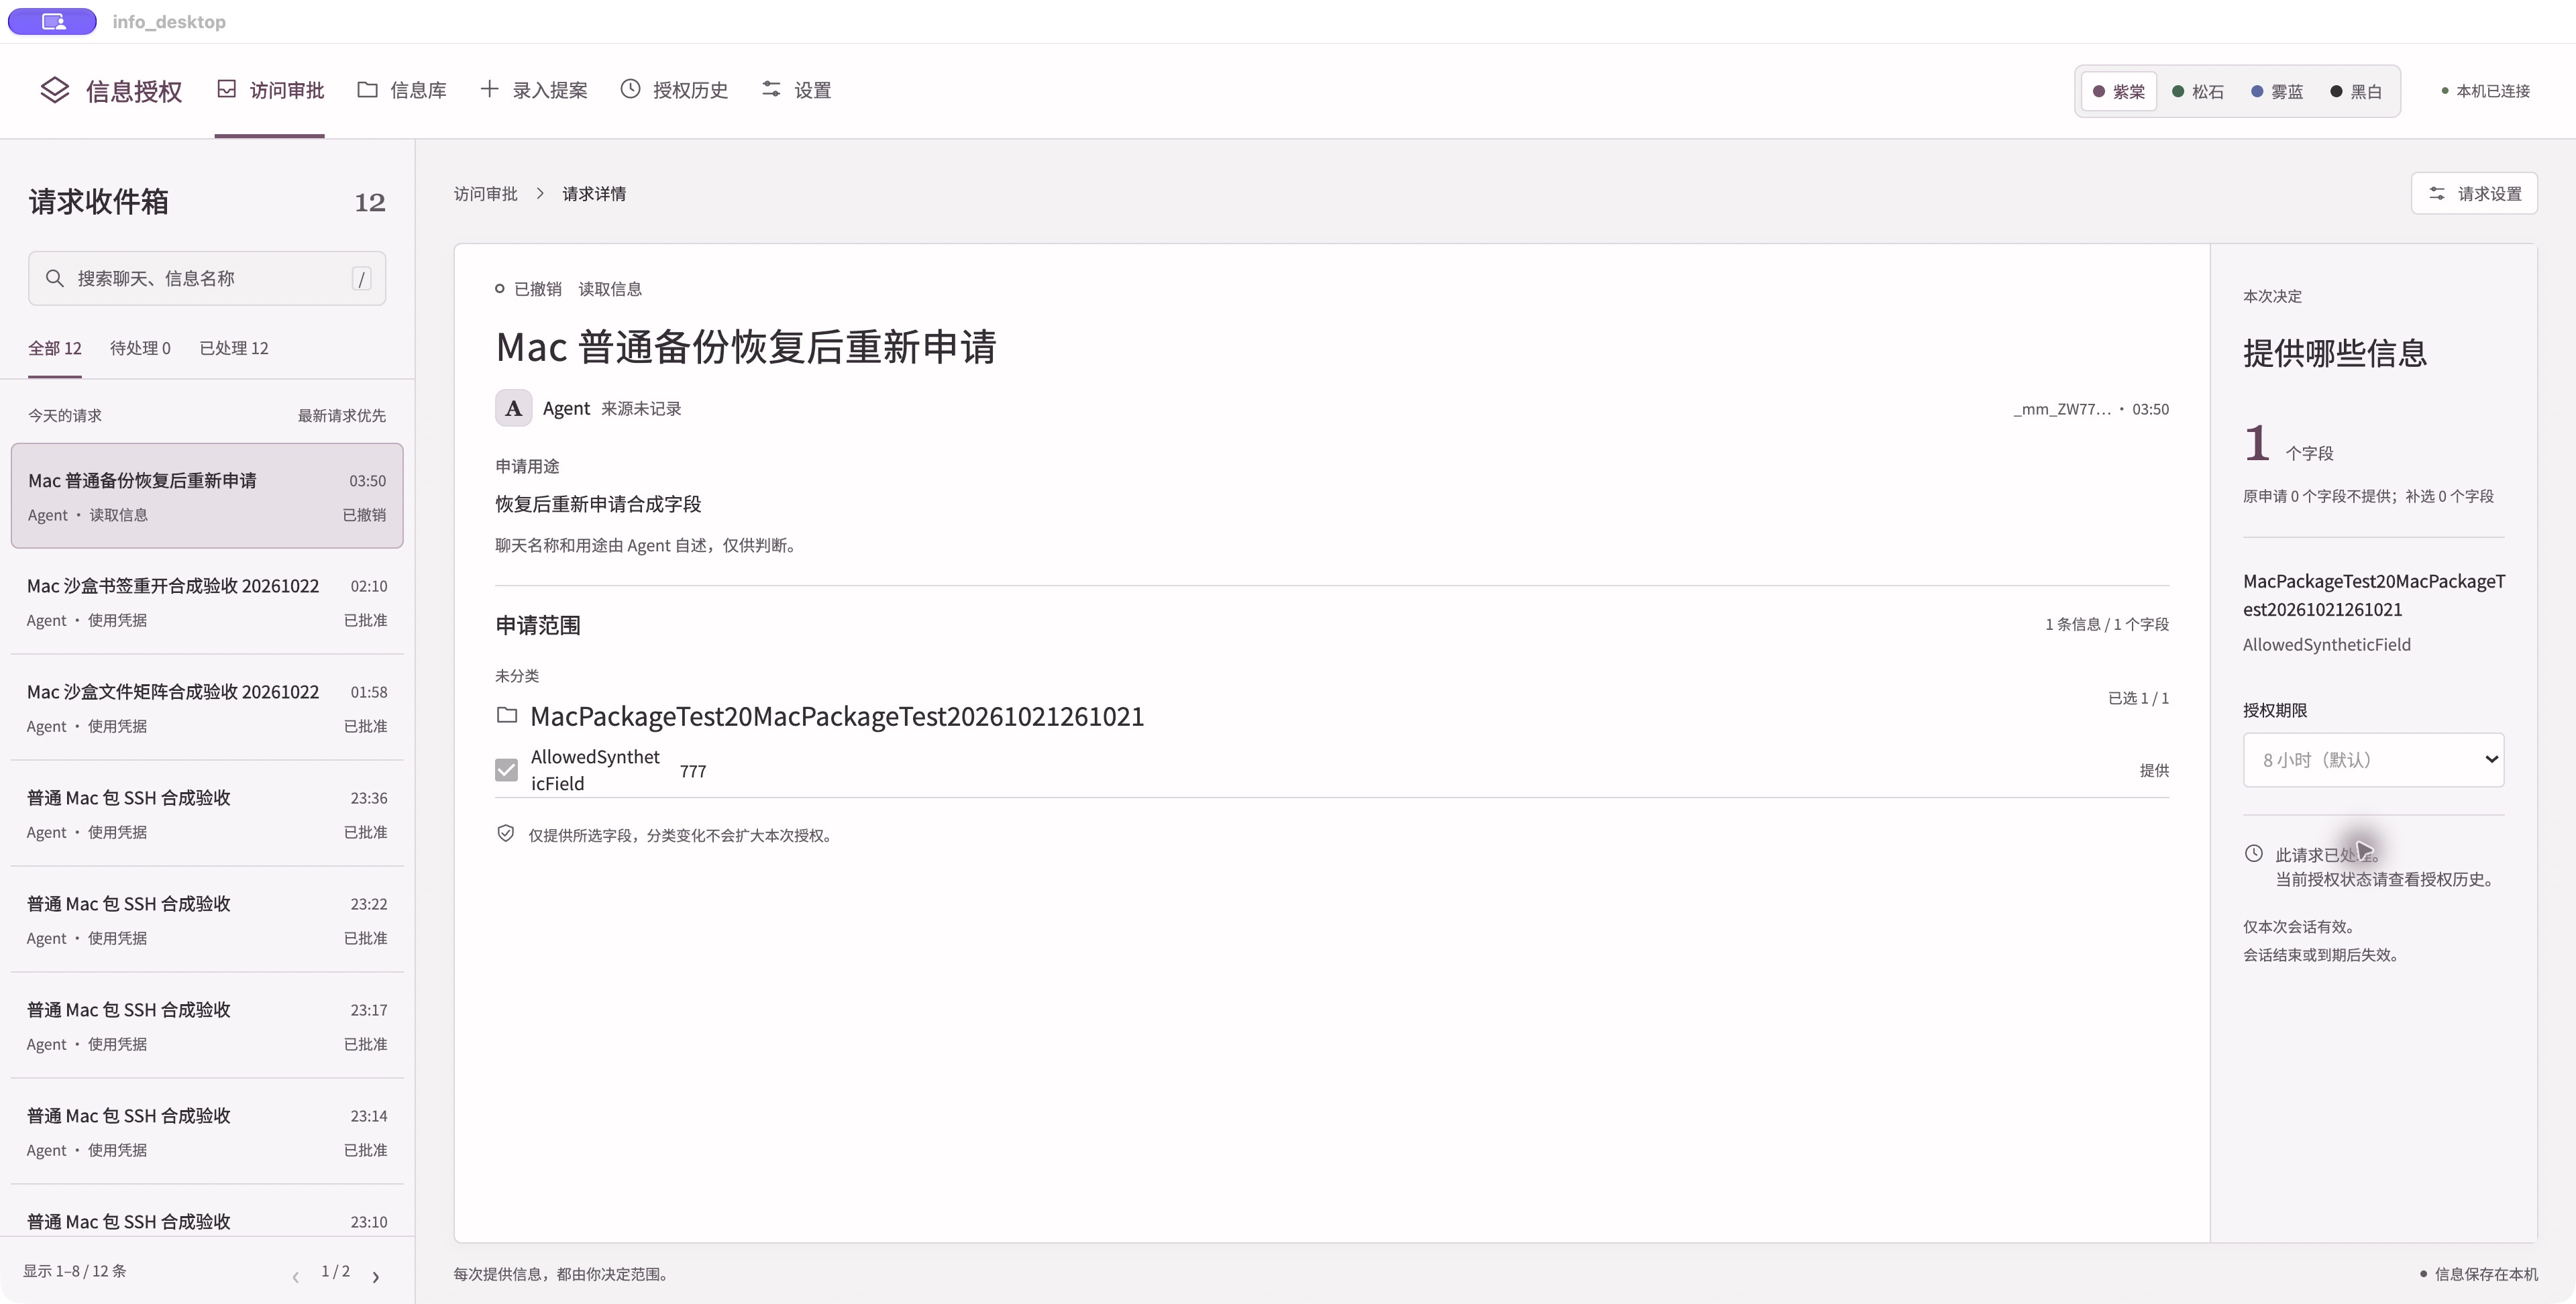 info_desktop
信息授权
访问审批
信息库
录入提案
授权历史
设置
紫棠
松石
雾蓝
黑白
本机已连接
请求收件箱
12
搜索聊天、信息名称
/
全部 12
待处理 0
已处理 12
今天的请求
最新请求优先
Mac 普通备份恢复后重新申请
03:50
Agent · 读取信息
已撤销
Mac 沙盒书签重开合成验收 20261022
02:10
Agent · 使用凭据
已批准
Mac 沙盒文件矩阵合成验收 20261022
01:58
Agent · 使用凭据
已批准
普通 Mac 包 SSH 合成验收
23:36
Agent · 使用凭据
已批准
普通 Mac 包 SSH 合成验收
23:22
Agent · 使用凭据
已批准
普通 Mac 包 SSH 合成验收
23:17
Agent · 使用凭据
已批准
普通 Mac 包 SSH 合成验收
23:14
Agent · 使用凭据
已批准
普通 Mac 包 SSH 合成验收
23:10
显示 1–8 / 12 条
1 / 2
访问审批 > 请求详情
请求设置
已撤销 读取信息
Mac 普通备份恢复后重新申请
A
Agent 来源未记录
_mm_ZW77... · 03:50
申请用途
恢复后重新申请合成字段
聊天名称和用途由 Agent 自述，仅供判断。
申请范围
1 条信息 / 1 个字段
未分类
MacPackageTest20MacPackageTest20261021261021
已选 1 / 1
AllowedSynthet
icField
777
提供
仅提供所选字段，分类变化不会扩大本次授权。
本次决定
提供哪些信息
1 个字段
原申请 0 个字段不提供；补选 0 个字段
MacPackageTest20MacPackageT
est20261021261021
AllowedSyntheticField
授权期限
8 小时（默认）
此请求已处
当前授权状态请查看授权历史。
仅本次会话有效。
会话结束或到期后失效。
每次提供信息，都由你决定范围。
信息保存在本机